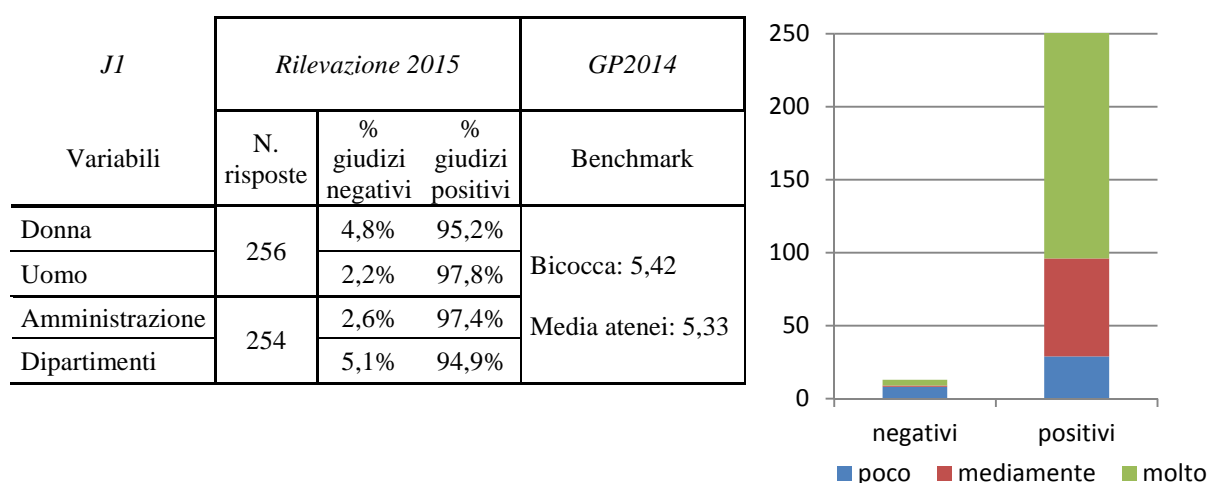 J1
Rilevazione 2015
GP2014
Variabili
N.
risposte
%
giudizi
negativi
%
giudizi
positivi
Benchmark
Donna
256
4,8%
95,2%
Bicocca: 5,42
Media atenei: 5,33
Uomo
2,2%
97,8%
Amministrazione
254
2,6%
97,4%
Dipartimenti
5,1%
94,9%
250
200
150
100
50
0
negativi
positivi
poco
mediamente
molto